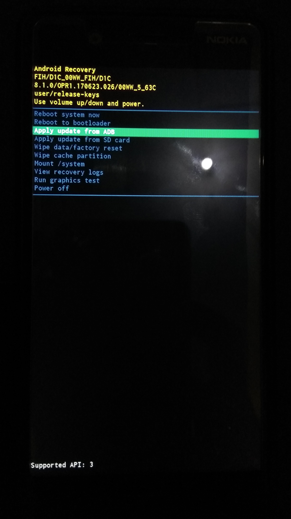 NOKIA
Android Recovery
FIH/D1C_00WW_FIH/D1C
8.1.0/OPR1.170623.026/00WW_5_63C
user/release-keys
Use volume up/down and power.
Reboot system now
Reboot to bootloader
Apply update from ADB
Apply update from SD card
Wipe data/factory reset
Wipe cache partition
Mount /system
View recovery logs
Run graphics test
Power off
Supported API: 3